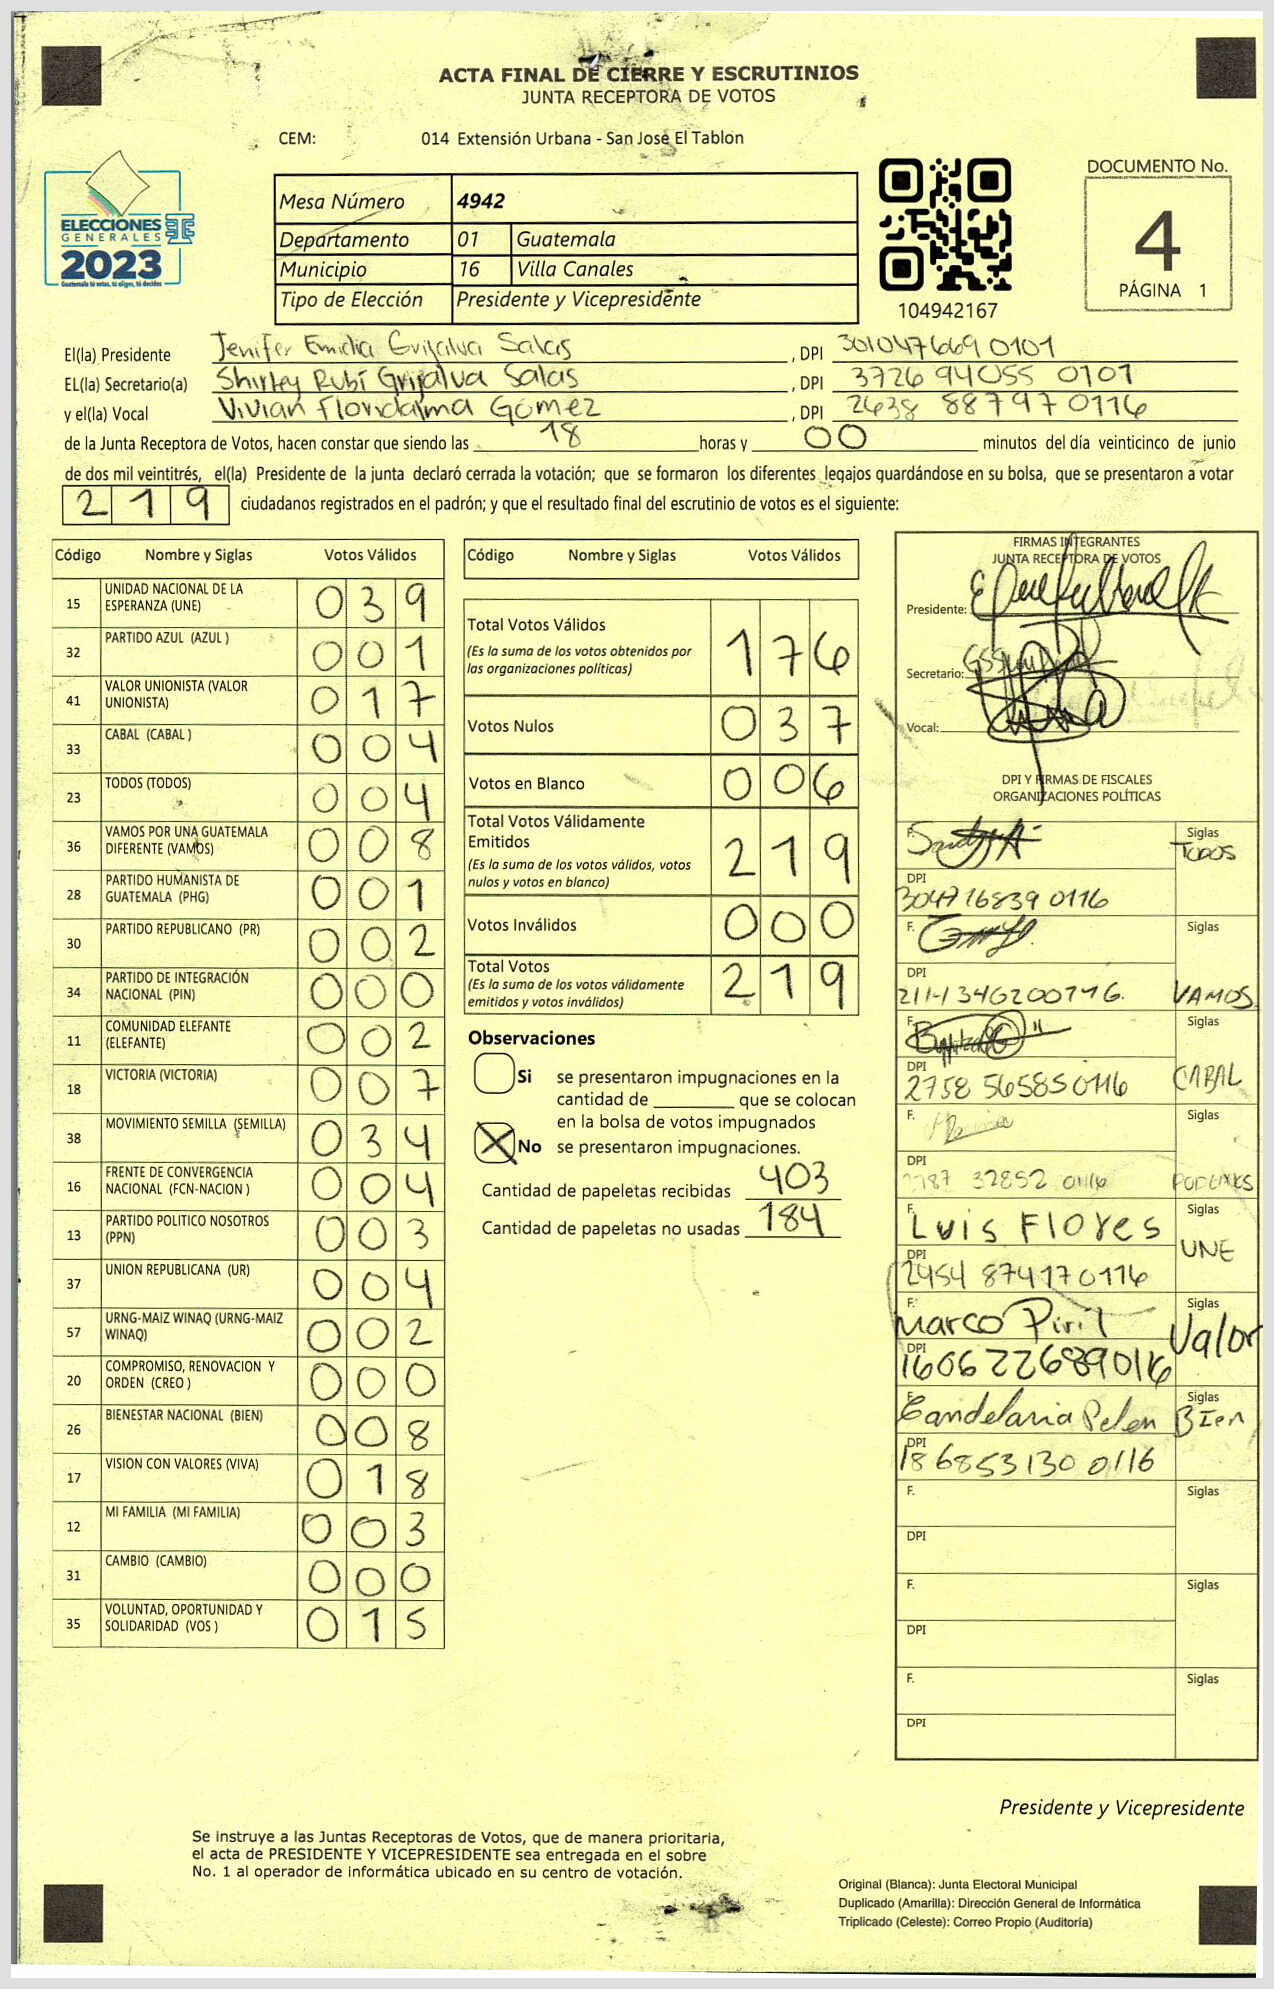 ACTA FINAL DE CIERRE Y ESCRUTINIOS
JUNTA RECEPTORA DE VOTOS
CEM: 014 Extensión Urbana - San José El Tablon
ELECCIONES
GENERALES
2023
Guatemala tú votas, tú eliges, tú decides
Mesa Número 4942
Departamento 01 Guatemala
Municipio 16 Villa Canales
Tipo de Elección Presidente y Vicepresidente
104942167
DOCUMENTO No.
4
PÁGINA 1
El(la) Presidente Jenifer Emidia Grijalva Salas, DPI 301047669 0101
EL(la) Secretario(a) Shirley Rubí Grijalva Salas, DPI 3726 94055 0101
y el(la) Vocal Vivian Floridalma Gómez, DPI 2638 88797 0116
de la Junta Receptora de Votos, hacen constar que siendo las 18 horas y 00 minutos del día veinticinco de junio
de dos mil veintitrés, el(la) Presidente de la junta declaró cerrada la votación; que se formaron los diferentes legajos guardándose en su bolsa, que se presentaron a votar
219 ciudadanos registrados en el padrón; y que el resultado final del escrutinio de votos es el siguiente:
Código Nombre y Siglas Votos Válidos
15 UNIDAD NACIONAL DE LA ESPERANZA (UNE) 039
32 PARTIDO AZUL (AZUL ) 001
41 VALOR UNIONISTA (VALOR UNIONISTA) 017
33 CABAL (CABAL ) 004
23 TODOS (TODOS) 004
36 VAMOS POR UNA GUATEMALA DIFERENTE (VAMOS) 008
28 PARTIDO HUMANISTA DE GUATEMALA (PHG) 001
30 PARTIDO REPUBLICANO (PR) 002
34 PARTIDO DE INTEGRACIÓN NACIONAL (PIN) 000
11 COMUNIDAD ELEFANTE (ELEFANTE) 002
18 VICTORIA (VICTORIA) 007
38 MOVIMIENTO SEMILLA (SEMILLA) 034
16 FRENTE DE CONVERGENCIA NACIONAL (FCN-NACION ) 004
13 PARTIDO POLITICO NOSOTROS (PPN) 003
37 UNION REPUBLICANA (UR) 004
57 URNG-MAIZ WINAQ (URNG-MAIZ WINAQ) 002
20 COMPROMISO, RENOVACION Y ORDEN (CREO ) 000
26 BIENESTAR NACIONAL (BIEN) 008
17 VISION CON VALORES (VIVA) 018
12 MI FAMILIA (MI FAMILIA) 003
31 CAMBIO (CAMBIO) 000
35 VOLUNTAD, OPORTUNIDAD Y SOLIDARIDAD (VOS ) 015
Código Nombre y Siglas Votos Válidos
Total Votos Válidos 176
(Es la suma de los votos obtenidos por
las organizaciones políticas)
Votos Nulos 037
Votos en Blanco 006
Total Votos Válidamente
Emitidos 219
(Es la suma de los votos válidos, votos
nulos y votos en blanco)
Votos Inválidos 000
Total Votos 219
(Es la suma de los votos válidamente
emitidos y votos inválidos)
Observaciones
Si se presentaron impugnaciones en la
cantidad de ________ que se colocan
en la bolsa de votos impugnados
X No se presentaron impugnaciones.
Cantidad de papeletas recibidas 403
Cantidad de papeletas no usadas 184
FIRMAS INTEGRANTES
JUNTA RECEPTORA DE VOTOS
Presidente:
Secretario:
Vocal:
DPI Y FIRMAS DE FISCALES
ORGANIZACIONES POLÍTICAS
F. Siglas TODOS
DPI 304716839 0116
F. Siglas
DPI VAMOS
F. Siglas
DPI 2758 56585 0116 CABAL
F. Siglas
DPI 32852 0116 PODEMOS
F. Luis Flores Siglas
DPI 2454 87417 0116 UNE
F. Marco Piril Siglas Valor
DPI 1606226890116
F. Candelaria Pelen Siglas Bien
DPI 186853130 0116
F. Siglas
DPI
F. Siglas
DPI
F. Siglas
DPI
Presidente y Vicepresidente
Se instruye a las Juntas Receptoras de Votos, que de manera prioritaria,
el acta de PRESIDENTE Y VICEPRESIDENTE sea entregada en el sobre
No. 1 al operador de informática ubicado en su centro de votación.
Original (Blanca): Junta Electoral Municipal
Duplicado (Amarilla): Dirección General de Informática
Triplicado (Celeste): Correo Propio (Auditoría)